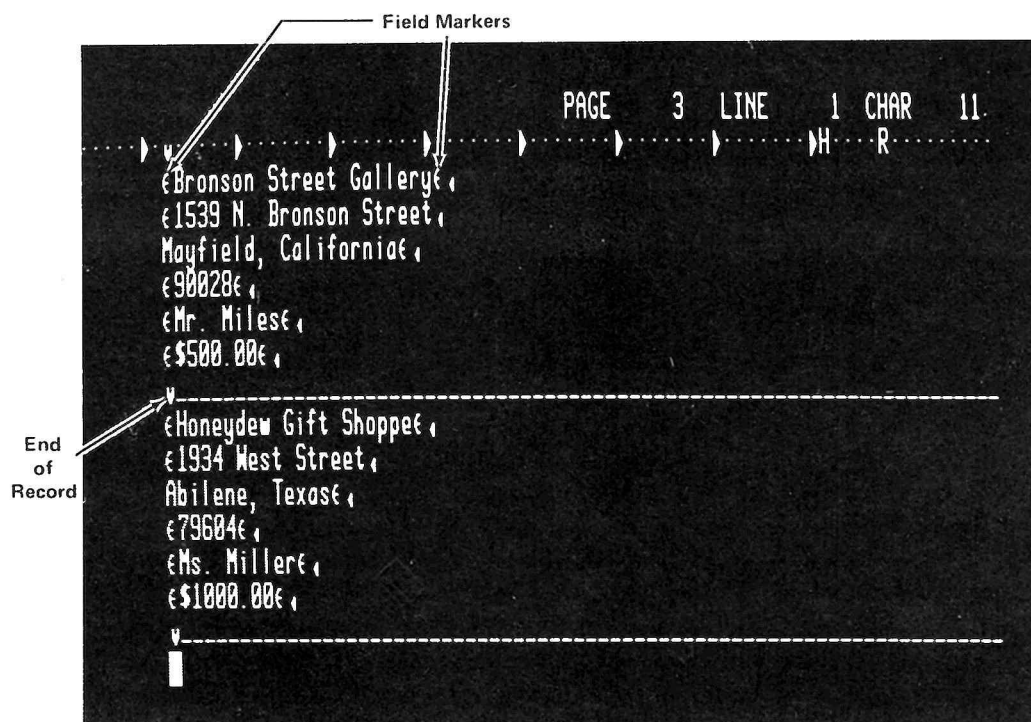 Field Markers
PAGE 3 LINE 1 CHAR 11
H R
€Bronson Street Gallery€
€1539 N. Bronson Street
Mayfield, California€
€90028€
€Mr. Miles€
€$500.00€
End
of
Record
€Honeydew Gift Shoppe€
€1934 West Street
Abilene, Texas€
€79604€
€Ms. Miller€
€$1000.00€